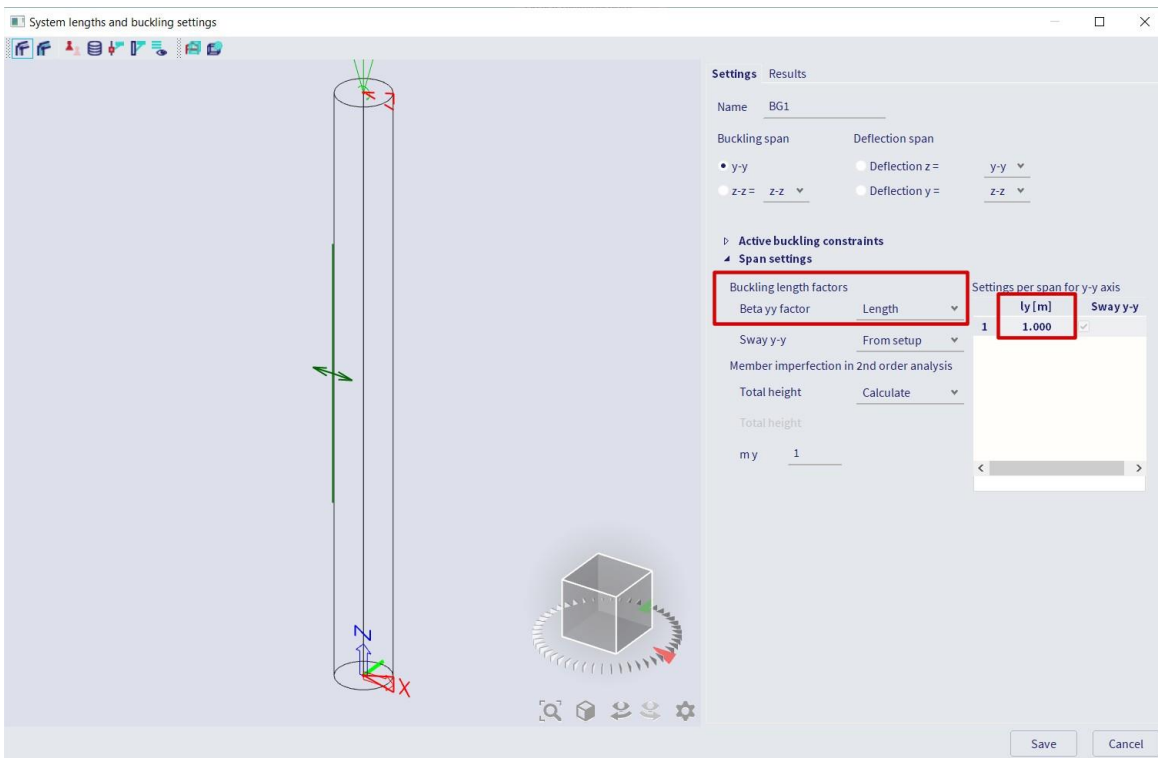 System lengths and buckling settings
Settings Results
Name BG1
Buckling span Deflection span
y-y Deflection z = y-y
z-z = z-z Deflection y = z-z
Active buckling constraints
Span settings
Buckling length factors Settings per span for y-y axis
Beta yy factor Length ly [m] Sway y-y
1 1.000
Sway y-y From setup
Member imperfection in 2nd order analysis
Total height Calculate
Total height
m y 1
Z
X
Save Cancel